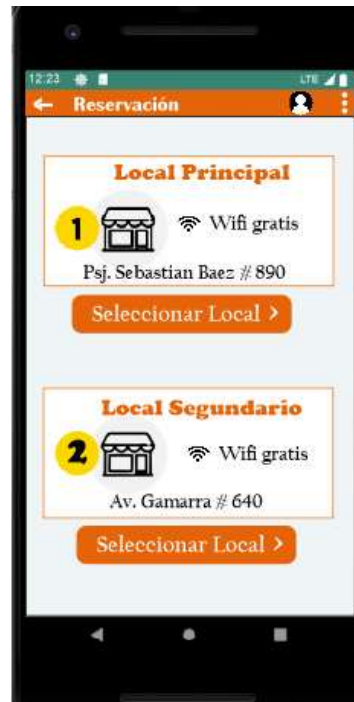 12:23
LTE
Reservación
Local Principal
1
Wifi gratis
Psj. Sebastian Baez # 890
Seleccionar Local >
Local Segundario
2
Wifi gratis
Av. Gamarra # 640
Seleccionar Local >